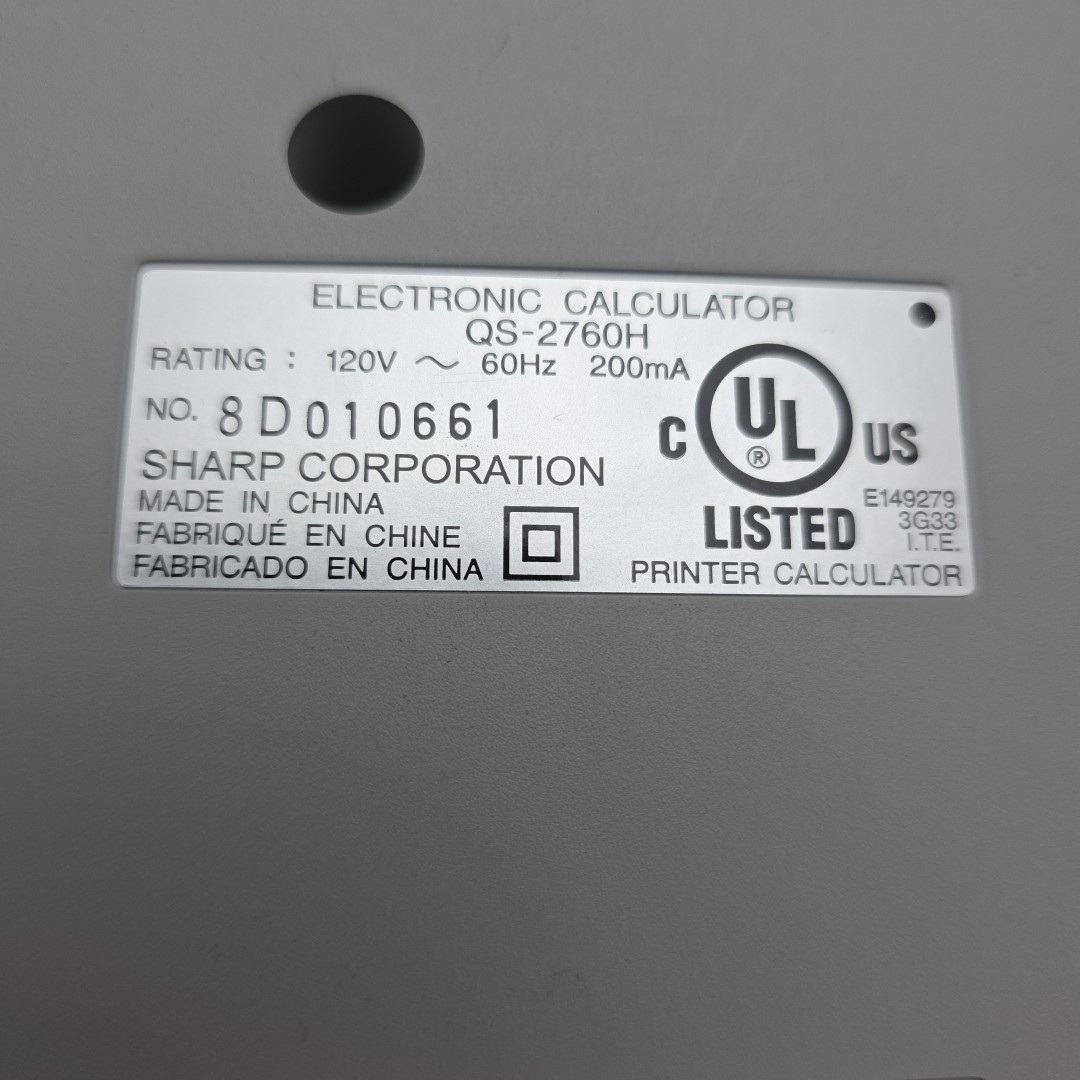 ELECTRONIC CALCULATOR
QS-2760H
RATING : 120V ～ 60Hz 200mA
NO. 8D010661
SHARP CORPORATION
MADE IN CHINA
FABRIQUÉ EN CHINE
FABRICADO EN CHINA
C UL ® US
LISTED
E149279
3G33
I.T.E.
PRINTER CALCULATOR